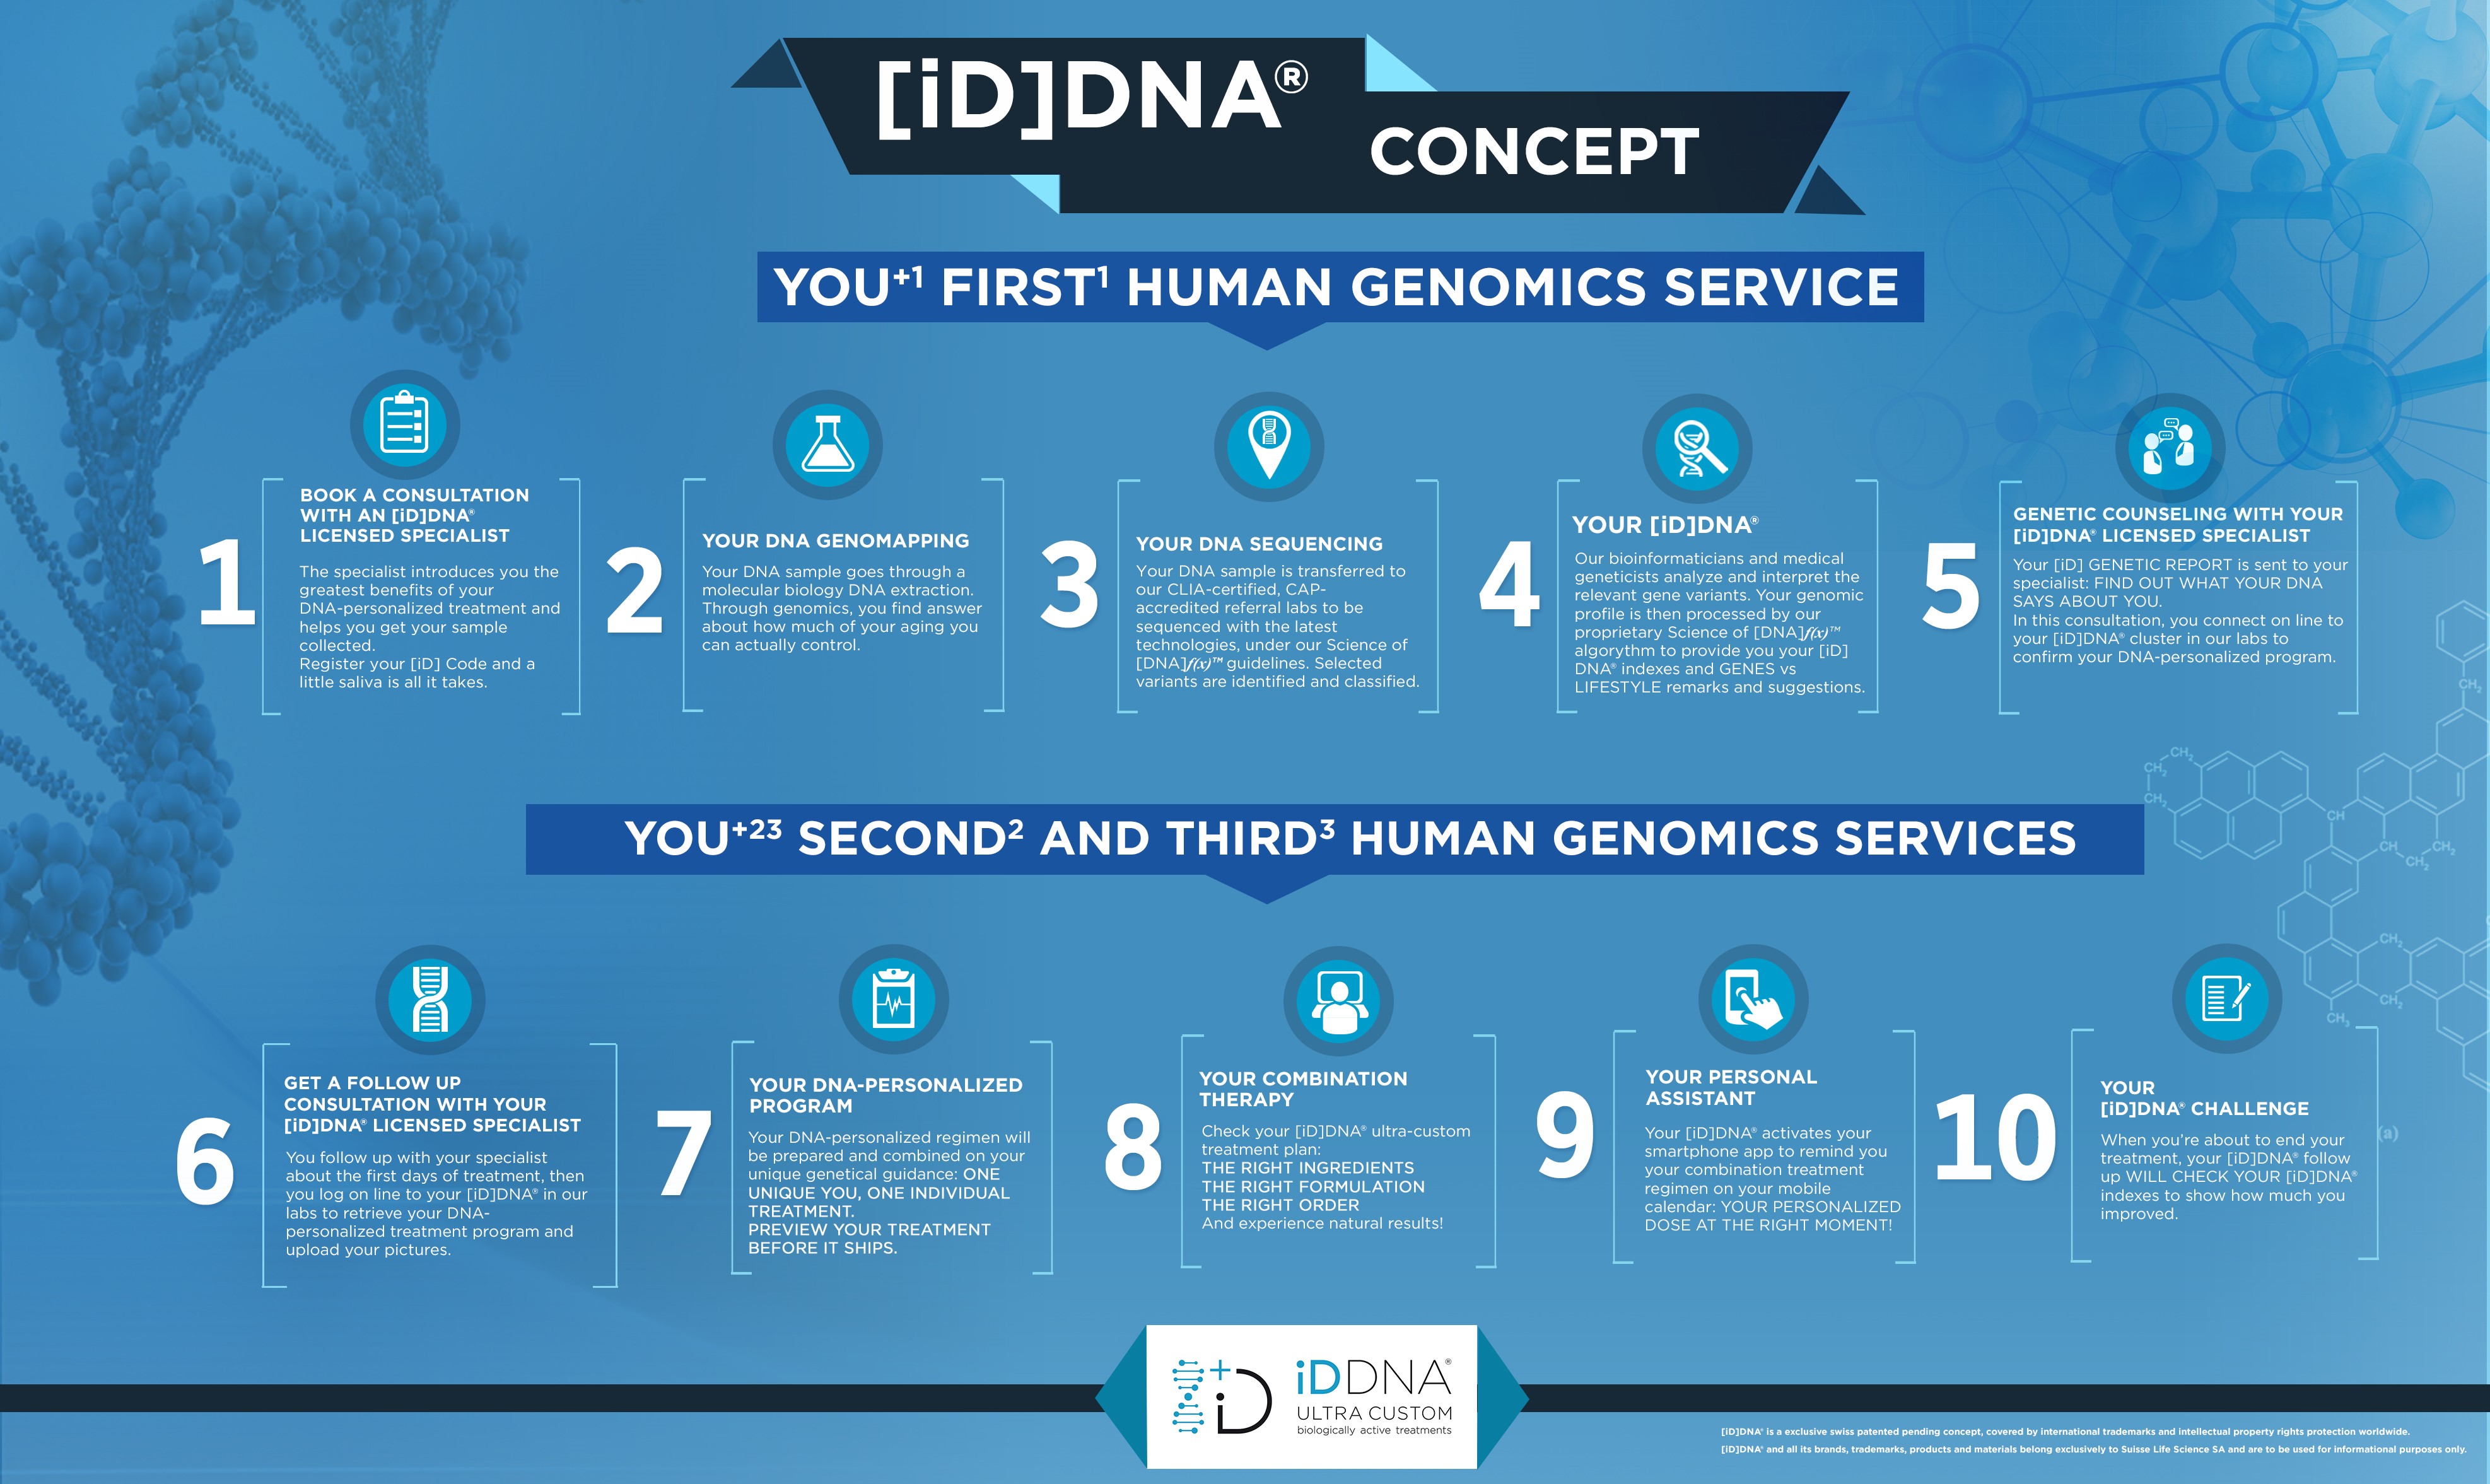 [iD]DNA®
CONCEPT
YOU+1 FIRST1 HUMAN GENOMICS SERVICE
1
BOOK A CONSULTATION
WITH AN [iD]DNA®
LICENSED SPECIALIST
The specialist introduces you the
greatest benefits of your
DNA-personalized treatment and
helps you get your sample
collected.
Register your [iD] Code and a
little saliva is all it takes.
2
YOUR DNA GENOMAPPING
Your DNA sample goes through a
molecular biology DNA extraction.
Through genomics, you find answer
about how much of your aging you
can actually control.
3
YOUR DNA SEQUENCING
Your DNA sample is transferred to
our CLIA-certified, CAP-
accredited referral labs to be
sequenced with the latest
technologies, under our Science of
[DNA]f(x)™ guidelines. Selected
variants are identified and classified.
4
YOUR [iD]DNA®
Our bioinformaticians and medical
geneticists analyze and interpret the
relevant gene variants. Your genomic
profile is then processed by our
proprietary Science of [DNA]f(x)™
algorythm to provide you your [iD]
DNA® indexes and GENES vs
LIFESTYLE remarks and suggestions.
5
GENETIC COUNSELING WITH YOUR
[iD]DNA® LICENSED SPECIALIST
Your [iD] GENETIC REPORT is sent to your
specialist: FIND OUT WHAT YOUR DNA
SAYS ABOUT YOU.
In this consultation, you connect on line to
your [iD]DNA® cluster in our labs to
confirm your DNA-personalized program.
CH2
CH2
CH2
CH2
CH
CH
CH2
CH2
YOU+23 SECOND2 AND THIRD3 HUMAN GENOMICS SERVICES
CH2
CH2
CH3
(a)
6
GET A FOLLOW UP
CONSULTATION WITH YOUR
[iD]DNA® LICENSED SPECIALIST
You follow up with your specialist
about the first days of treatment, then
you log on line to your [iD]DNA® in our
labs to retrieve your DNA-
personalized treatment program and
upload your pictures.
7
YOUR DNA-PERSONALIZED
PROGRAM
Your DNA-personalized regimen will
be prepared and combined on your
unique genetical guidance: ONE
UNIQUE YOU, ONE INDIVIDUAL
TREATMENT.
PREVIEW YOUR TREATMENT
BEFORE IT SHIPS.
8
YOUR COMBINATION
THERAPY
Check your [iD]DNA® ultra-custom
treatment plan:
THE RIGHT INGREDIENTS
THE RIGHT FORMULATION
THE RIGHT ORDER
And experience natural results!
9
YOUR PERSONAL
ASSISTANT
Your [iD]DNA® activates your
smartphone app to remind you
your combination treatment
regimen on your mobile
calendar: YOUR PERSONALIZED
DOSE AT THE RIGHT MOMENT!
10
YOUR
[iD]DNA® CHALLENGE
When you're about to end your
treatment, your [iD]DNA® follow
up WILL CHECK YOUR [iD]DNA®
indexes to show how much you
improved.
+iD
iDDNA®
ULTRA CUSTOM
biologically active treatments
[iD]DNA® is a exclusive swiss patented pending concept, covered by international trademarks and intellectual property rights protection worldwide.
[iD]DNA® and all its brands, trademarks, products and materials belong exclusively to Suisse Life Science SA and are to be used for informational purposes only.